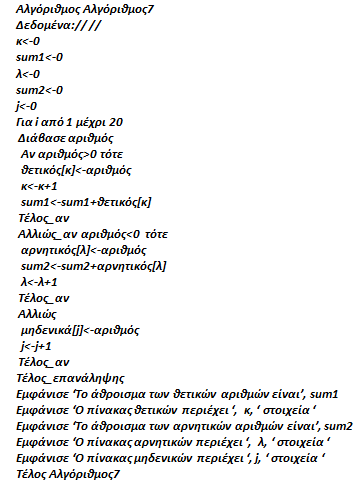 Αλγόριθμος Αλγόριθμος7
Δεδομένα:// //
κ<-0
sum1<-0
λ<-0
sum2<-0
j<-0
Για i από 1 μέχρι 20
Διάβασε αριθμός
Αν αριθμός>0 τότε
θετικός[κ]<-αριθμός
κ<-κ+1
sum1<-sum1+θετικός[κ]
Τέλος_αν
Αλλιώς_αν αριθμός<0 τότε
αρνητικός[λ]<-αριθμός
sum2<-sum2+αρνητικός[λ]
λ<-λ+1
Τέλος_αν
Αλλιώς
μηδενικά[j]<-αριθμός
j<-j+1
Τέλος_αν
Τέλος_επανάληψης
Εμφάνισε ‘Το άθροισμα των θετικών αριθμών είναι’, sum1
Εμφάνισε ‘Ο πίνακας θετικών περιέχει ‘, κ, ‘ στοιχεία ‘
Εμφάνισε ‘Το άθροισμα των αρνητικών αριθμών είναι’, sum2
Εμφάνισε ‘Ο πίνακας αρνητικών περιέχει ‘, λ, ‘ στοιχεία ‘
Εμφάνισε ‘Ο πίνακας μηδενικών περιέχει ‘, j, ‘ στοιχεία ‘
Τέλος Αλγόριθμος7